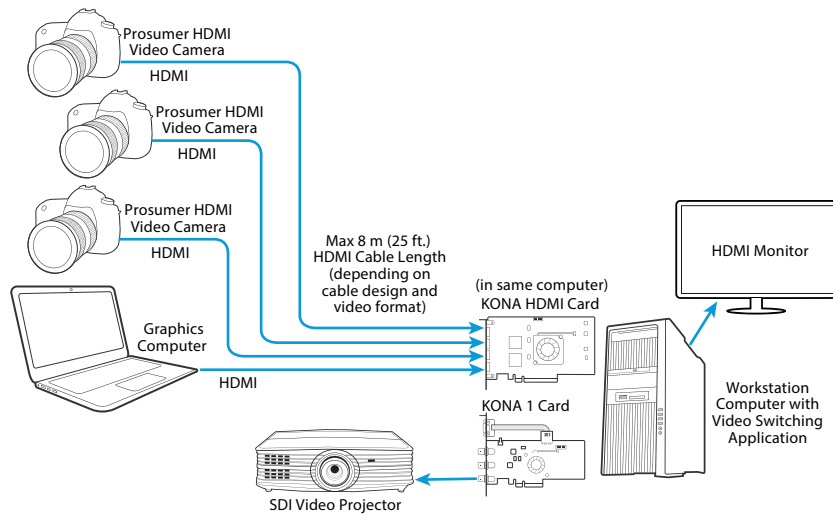 Prosumer HDMI
Video Camera
HDMI
Prosumer HDMI
Video Camera
HDMI
Prosumer HDMI
Video Camera
HDMI
Max 8 m (25 ft.)
HDMI Cable Length
(depending on
cable design and
video format)
(in same computer)
KONA HDMI Card
HDMI Monitor
Graphics
Computer
HDMI
KONA 1 Card
Workstation
Computer with
Video Switching
Application
SDI Video Projector